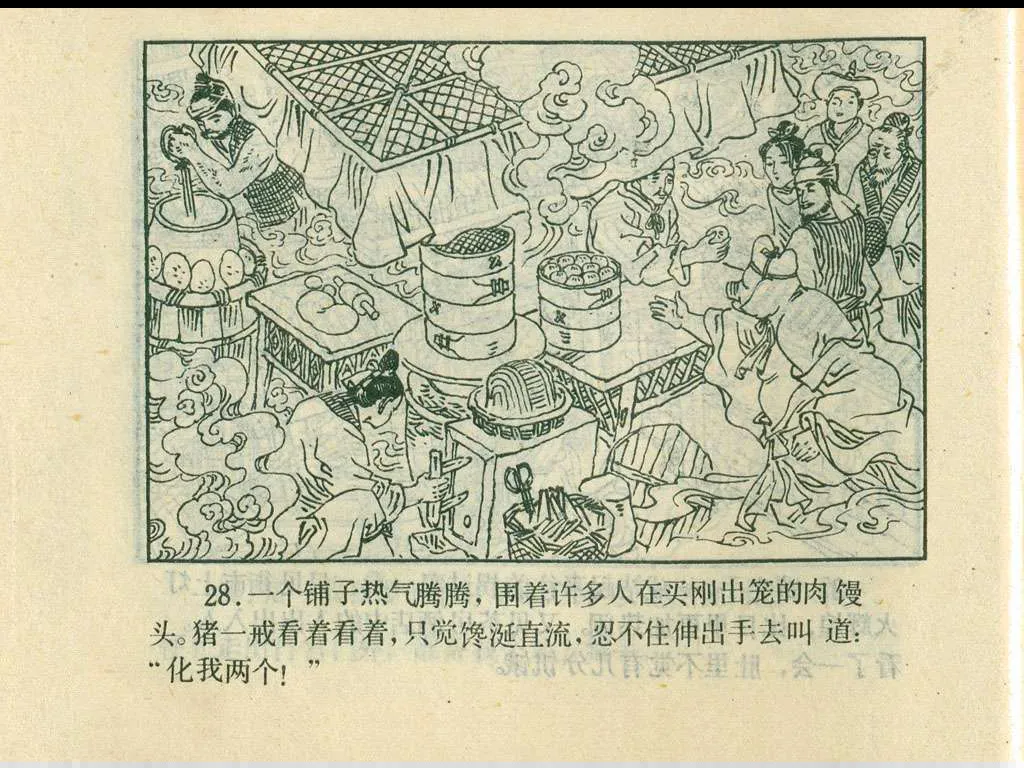 28.一个铺子热气腾腾，围着许多人在买刚出笼的肉馒
头。猪一戒看着看着，只觉馋涎直流，忍不住伸出手去叫道：
“化我两个！”